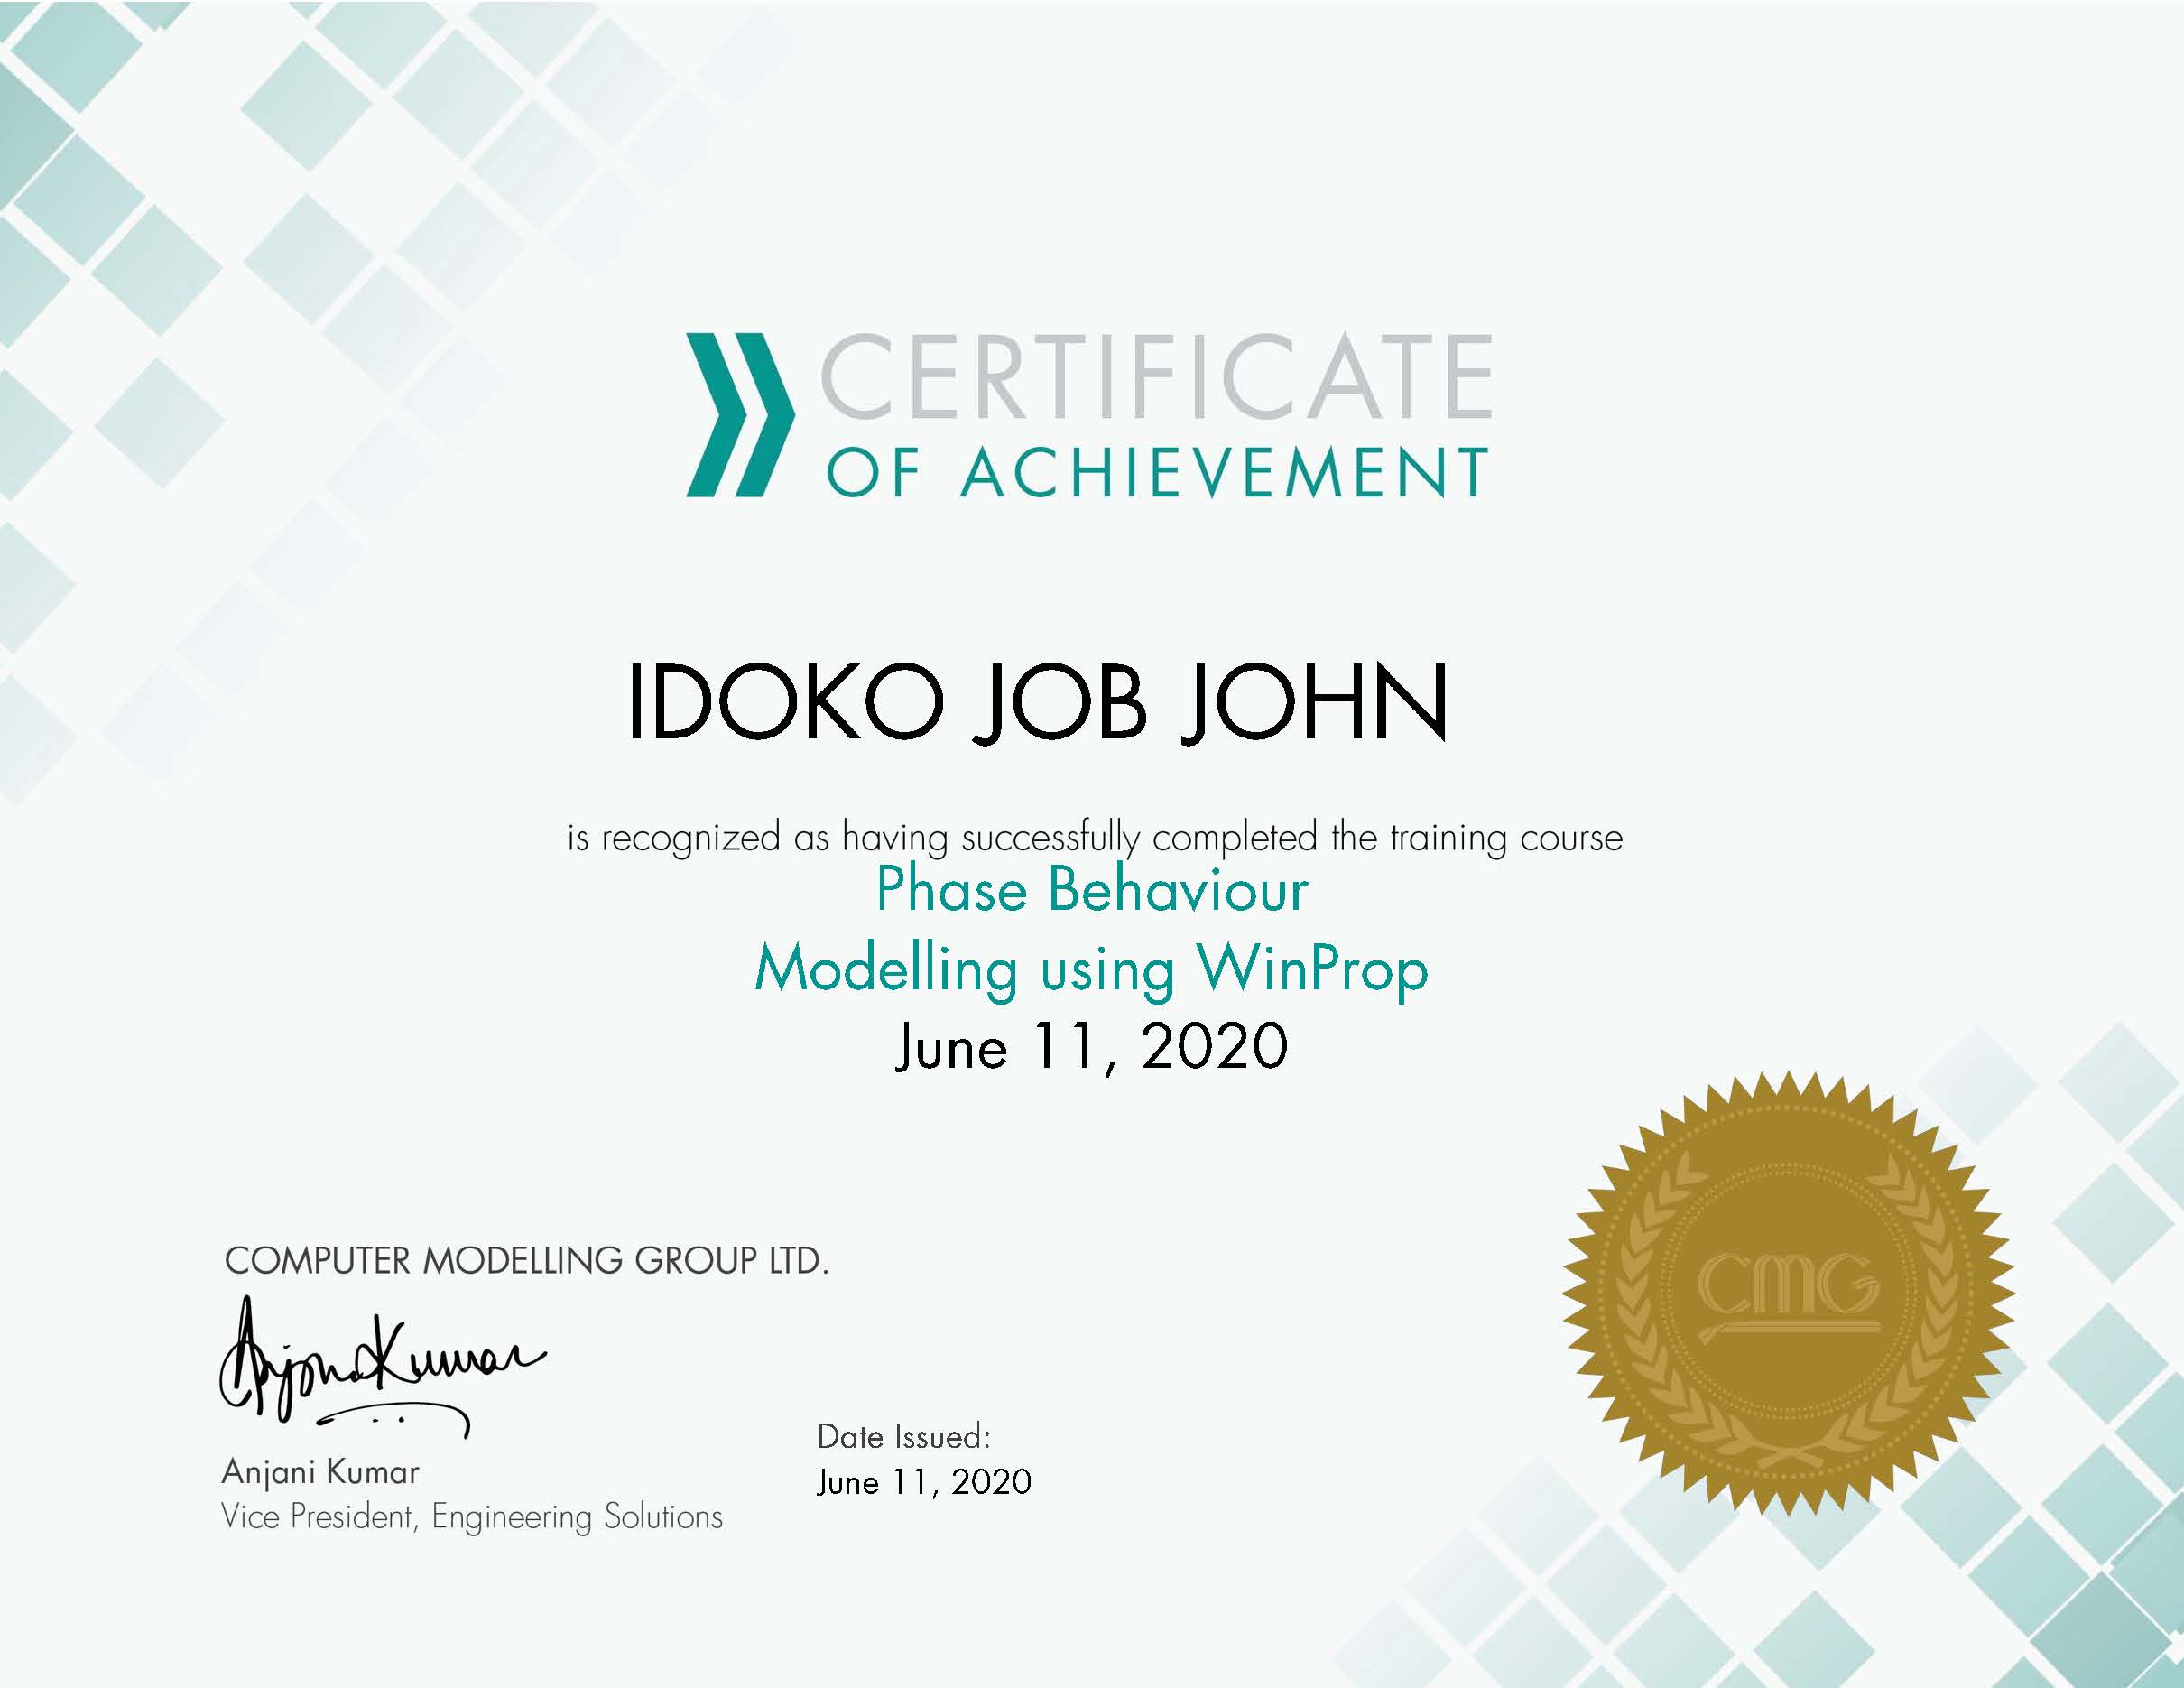 CERTIFICATE
OF ACHIEVEMENT
IDOKO JOB JOHN
is recognized as having successfully completed the training course
Phase Behaviour
Modelling using WinProp
June 11, 2020
COMPUTER MODELLING GROUP LTD.
Anjani Kumar
Anjani Kumar
Vice President, Engineering Solutions
Date Issued:
June 11, 2020
CMG